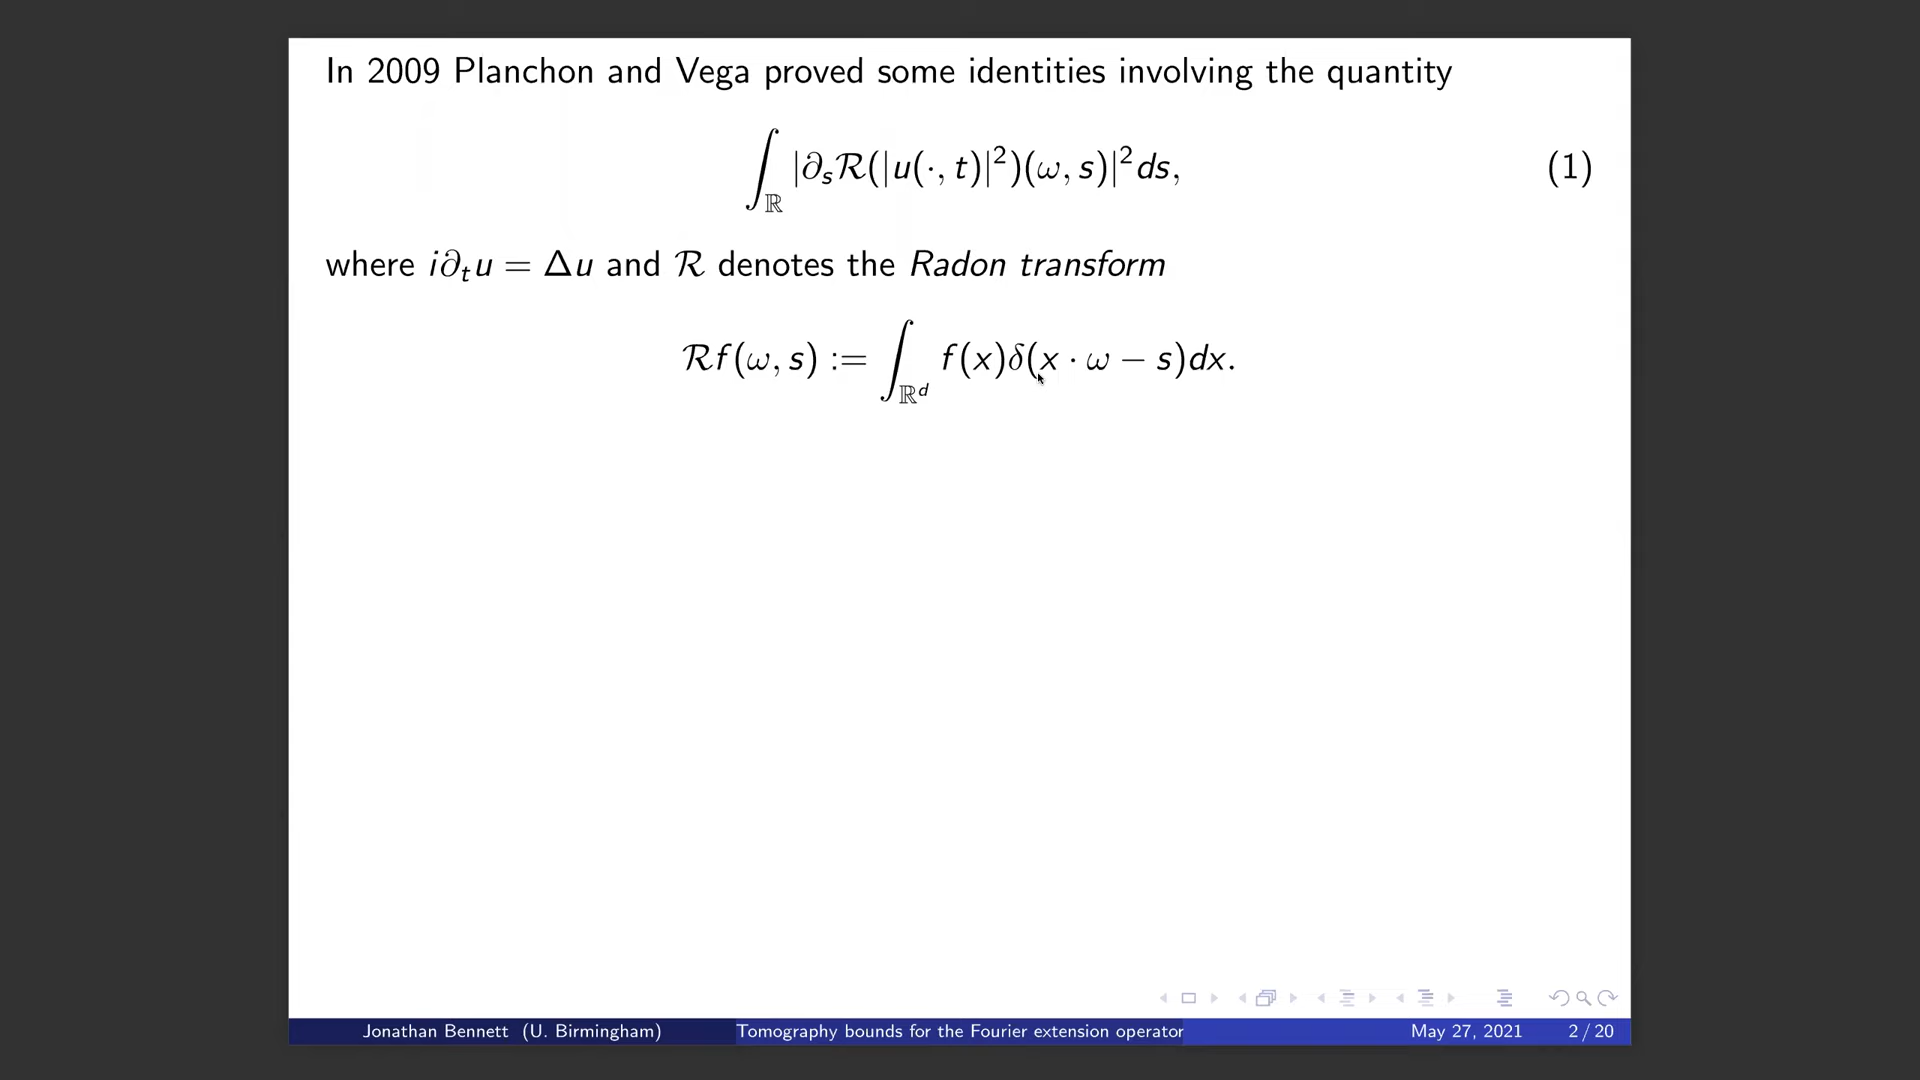 In 2009 Planchon and Vega proved some identities involving the quantity
∫_ℝ |∂_s ℛ(|u(·, t)|²)(ω, s)|² ds, (1)
where i∂_t u = Δu and ℛ denotes the Radon transform
ℛf(ω, s) := ∫_{ℝ^d} f(x)δ(x · ω − s)dx.
Jonathan Bennett (U. Birmingham) Tomography bounds for the Fourier extension operator May 27, 2021 2 / 20